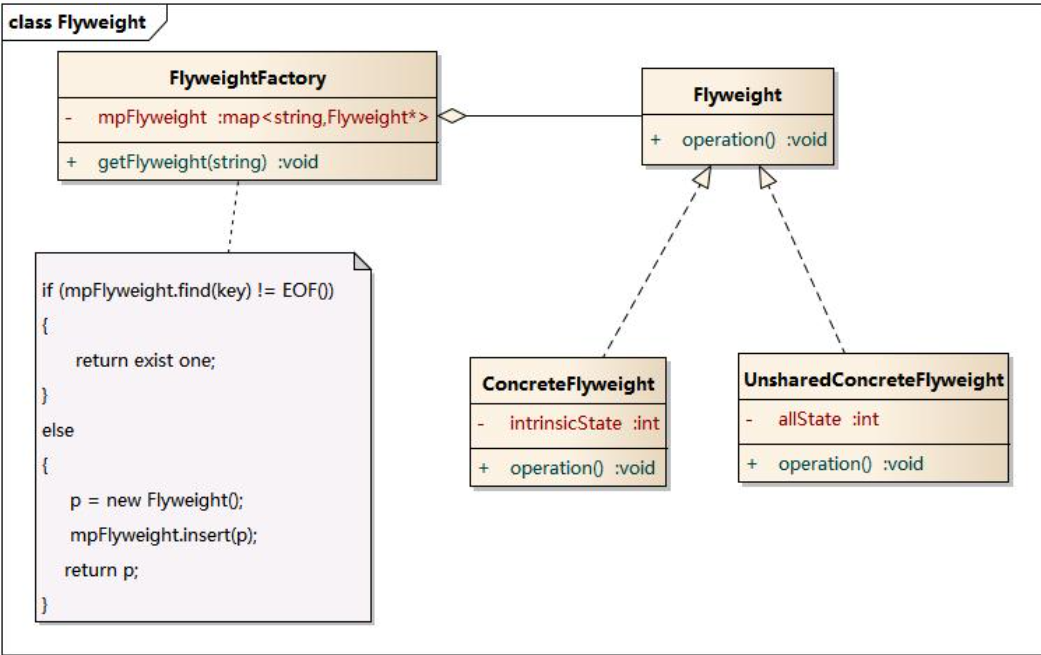 class Flyweight
FlyweightFactory
- mpFlyweight :map<string,Flyweight*>
+ getFlyweight(string) :void
Flyweight
+ operation() :void
if (mpFlyweight.find(key) != EOF())
{
return exist one;
}
else
{
p = new Flyweight();
mpFlyweight.insert(p);
return p;
}
ConcreteFlyweight
- intrinsicState :int
+ operation() :void
UnsharedConcreteFlyweight
- allState :int
+ operation() :void